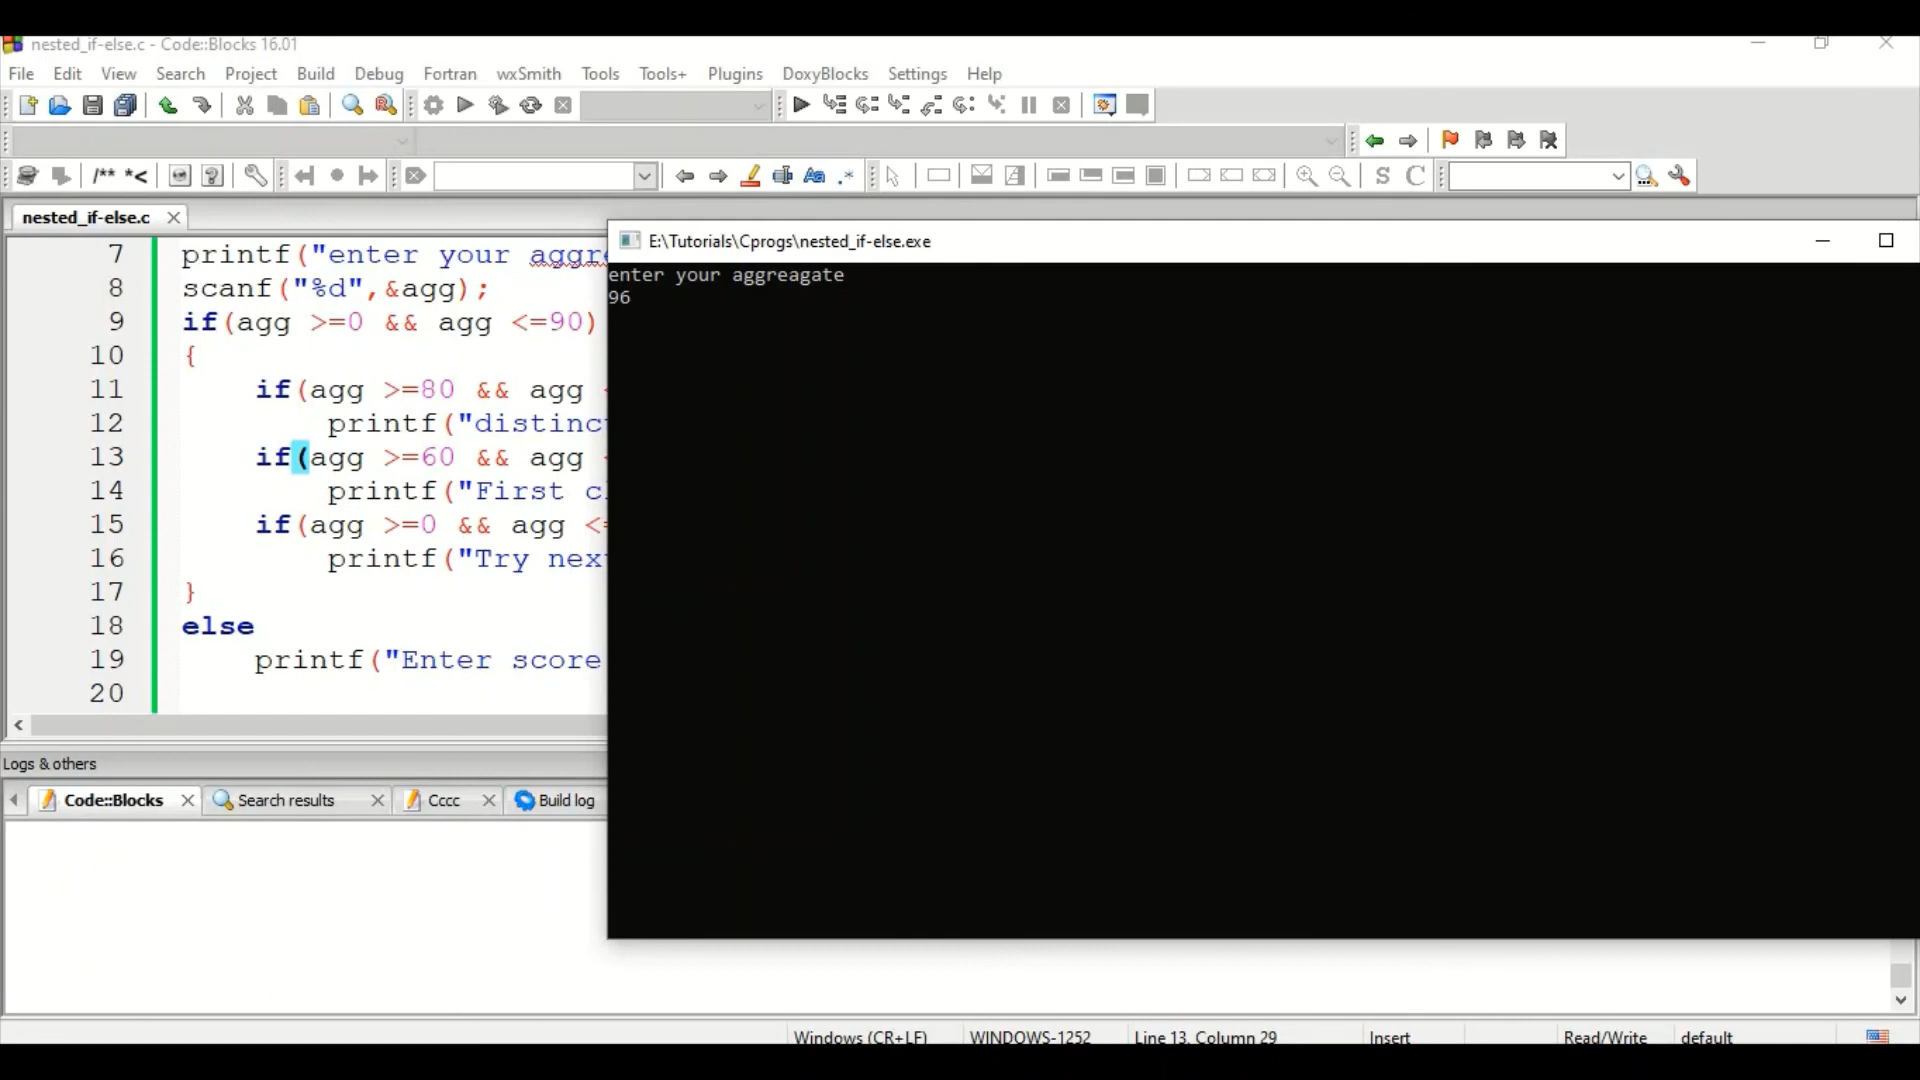 nested_if-else.c - Code::Blocks 16.01
File Edit View Search Project Build Debug Fortran wxSmith Tools Tools+ Plugins DoxyBlocks Settings Help
/** *<
Aa .*
S C
nested_if-else.c
E:\Tutorials\Cprogs\nested_if-else.exe
enter your aggreagate
96
7 printf("enter your aggre
8 scanf("%d",&agg);
9 if(agg >=0 && agg <=90)
10 {
11 if(agg >=80 && agg <
12 printf("distinc
13 if(agg >=60 && agg <
14 printf("First cl
15 if(agg >=0 && agg <=
16 printf("Try nex
17 }
18 else
19 printf("Enter score
20
Logs & others
Code::Blocks Search results Cccc Build log
Windows (CR+LF) WINDOWS-1252 Line 13, Column 29 Insert Read/Write default